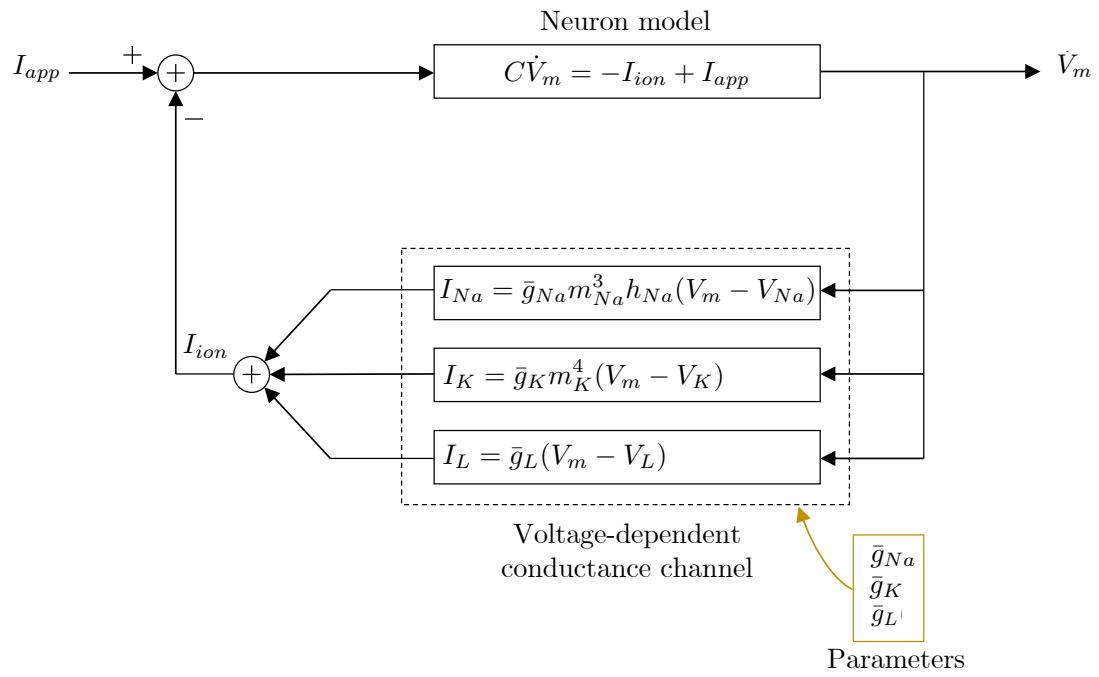 Neuron model
I_{app}
+
+
C\dot{V}_m = -I_{ion} + I_{app}
\dot{V}_m
−
I_{Na} = \bar{g}_{Na} m_{Na}^3 h_{Na} (V_m - V_{Na})
I_{ion}
+
I_K = \bar{g}_K m_K^4 (V_m - V_K)
I_L = \bar{g}_L (V_m - V_L)
Voltage-dependent
conductance channel
\bar{g}_{Na}
\bar{g}_K
\bar{g}_L
Parameters